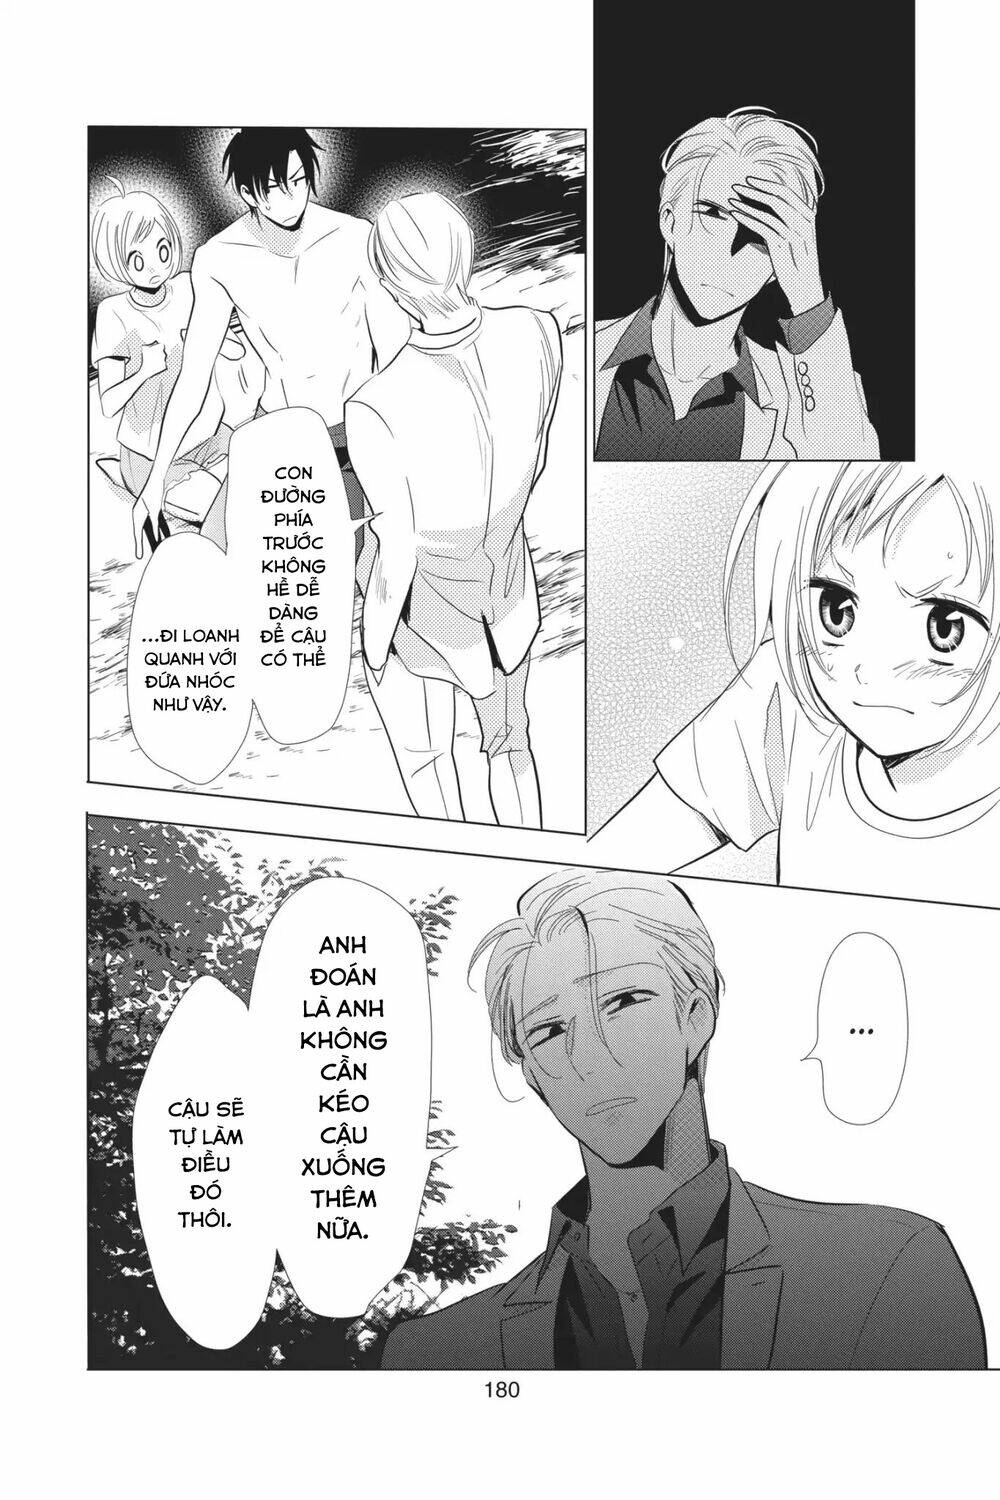 CON
ĐƯỜNG
PHÍA
TRƯỚC
KHÔNG
HỀ DỄ
DÀNG
ĐỂ CẬU
CÓ THỂ
...ĐI LOANH
QUANH VỚI
ĐỨA NHÓC
NHƯ VẬY.
...
ANH
ĐOÁN
LÀ ANH
KHÔNG
CẦN
KÉO
CẬU
XUỐNG
THÊM
NỮA.
CẬU SẼ
TỰ LÀM
ĐIỀU
ĐÓ
THÔI.
180